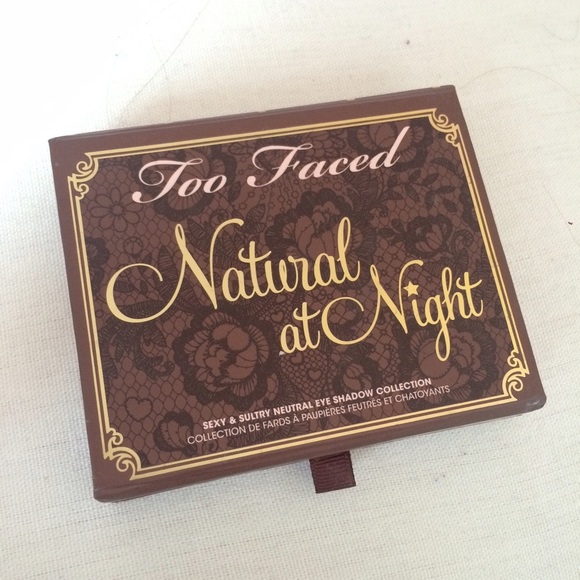 Too Faced
Natural
at Night
SEXY & SULTRY NEUTRAL EYE SHADOW COLLECTION
COLLECTION DE FARDS À PAUPIÈRES FEUTRÉS ET CHATOYANTS